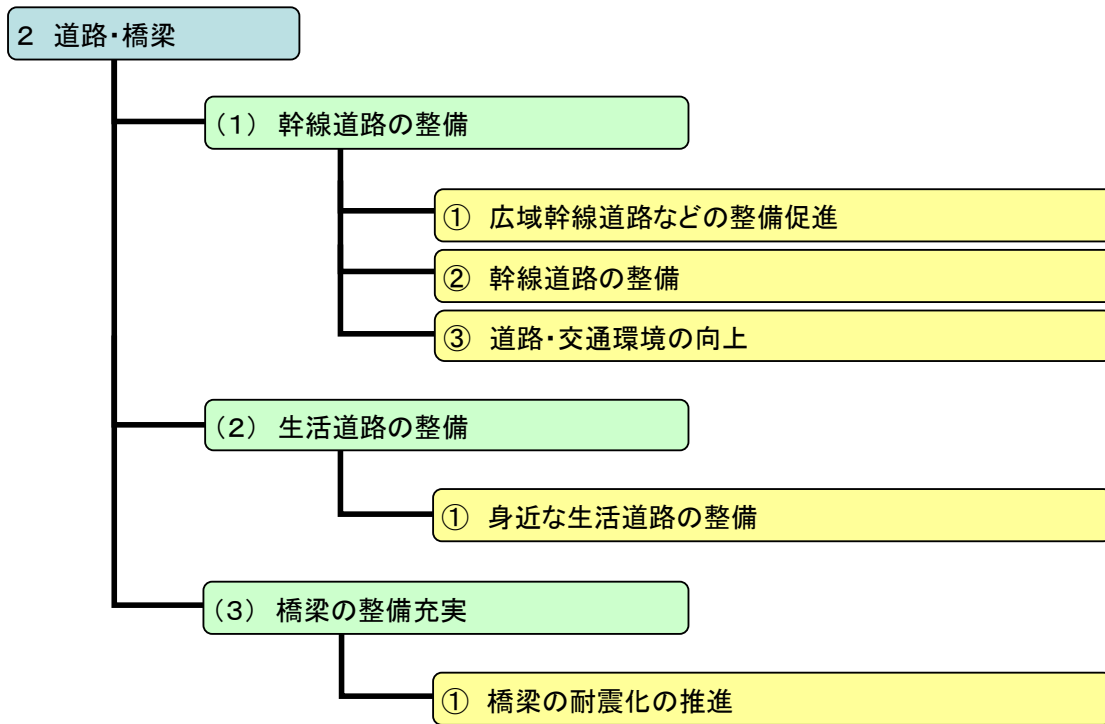 ２　道路・橋梁
（１）　幹線道路の整備
①　広域幹線道路などの整備促進
②　幹線道路の整備
③　道路・交通環境の向上
（２）　生活道路の整備
①　身近な生活道路の整備
（３）　橋梁の整備充実
①　橋梁の耐震化の推進